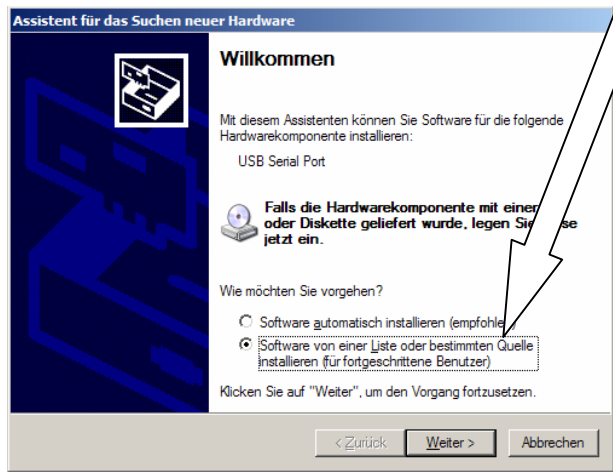 Assistent für das Suchen neuer Hardware
Willkommen
Mit diesem Assistenten können Sie Software für die folgende
Hardwarekomponente installieren:
USB Serial Port
Falls die Hardwarekomponente mit einer
oder Diskette geliefert wurde, legen Sie
jetzt ein.
Wie möchten Sie vorgehen?
Software automatisch installieren (empfohlen)
Software von einer Liste oder bestimmten Quelle
installieren (für fortgeschrittene Benutzer)
Klicken Sie auf "Weiter", um den Vorgang fortzusetzen.
< Zurück Weiter > Abbrechen